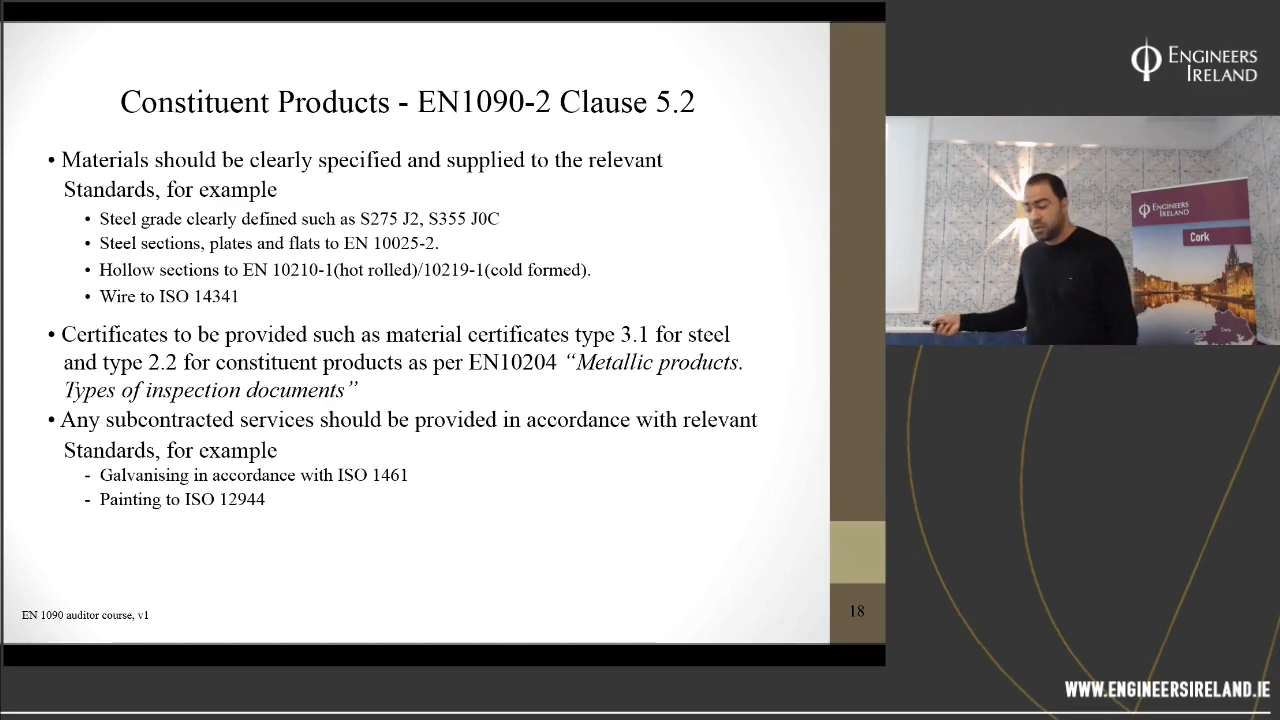 Constituent Products - EN1090-2 Clause 5.2
• Materials should be clearly specified and supplied to the relevant
Standards, for example
• Steel grade clearly defined such as S275 J2, S355 J0C
• Steel sections, plates and flats to EN 10025-2.
• Hollow sections to EN 10210-1(hot rolled)/10219-1(cold formed).
• Wire to ISO 14341
• Certificates to be provided such as material certificates type 3.1 for steel
and type 2.2 for constituent products as per EN10204 “Metallic products.
Types of inspection documents”
• Any subcontracted services should be provided in accordance with relevant
Standards, for example
- Galvanising in accordance with ISO 1461
- Painting to ISO 12944
EN 1090 auditor course, v1
18
ENGINEERS
IRELAND
ENGINEERS
IRELAND
Cork
WWW.ENGINEERSIRELAND.IE